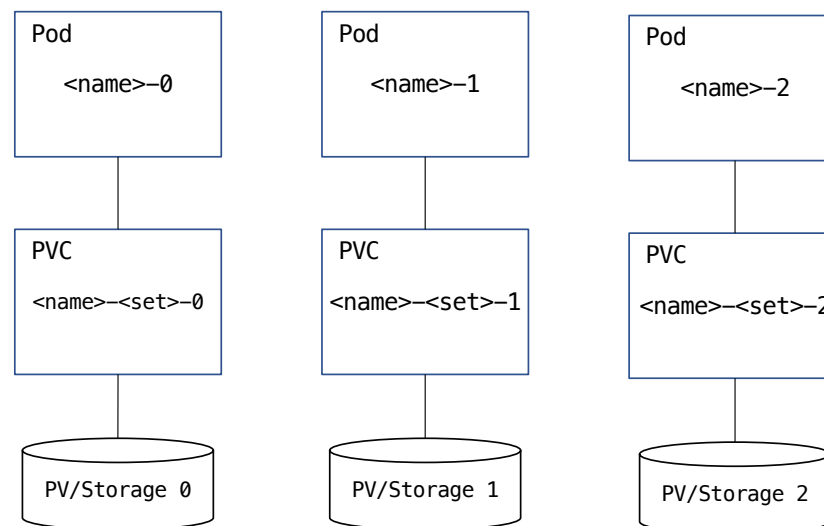 Pod
<name>–0
Pod
<name>–1
Pod
<name>–2
PVC
<name>–<set>–0
PVC
<name>–<set>–1
PVC
<name>–<set>–2
PV/Storage 0
PV/Storage 1
PV/Storage 2